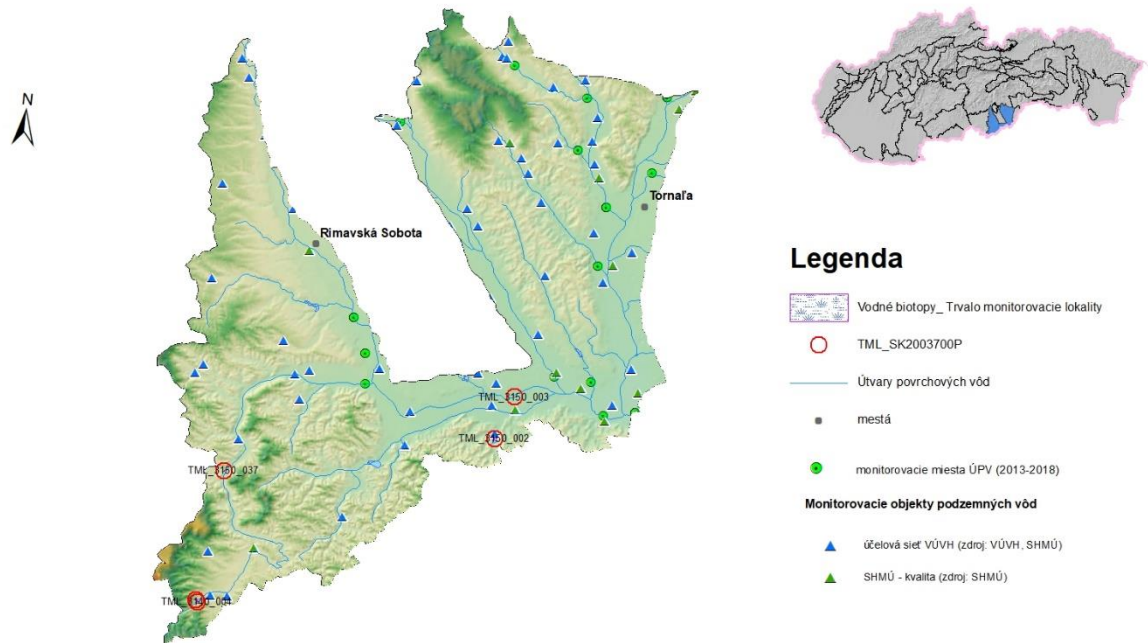 N
Rimavská Sobota
Tornaľa
TML_3150_003
TML_3150_002
TML_3150_037
Legenda
Vodné biotopy_ Trvalo monitorovacie lokality
TML_SK2003700P
Útvary povrchových vôd
mestá
monitorovacie miesta ÚPV (2013-2018)
Monitorovacie objekty podzemných vôd
účelová sieť VÚVH (zdroj: VÚVH, SHMÚ)
SHMÚ - kvalita (zdroj: SHMÚ)